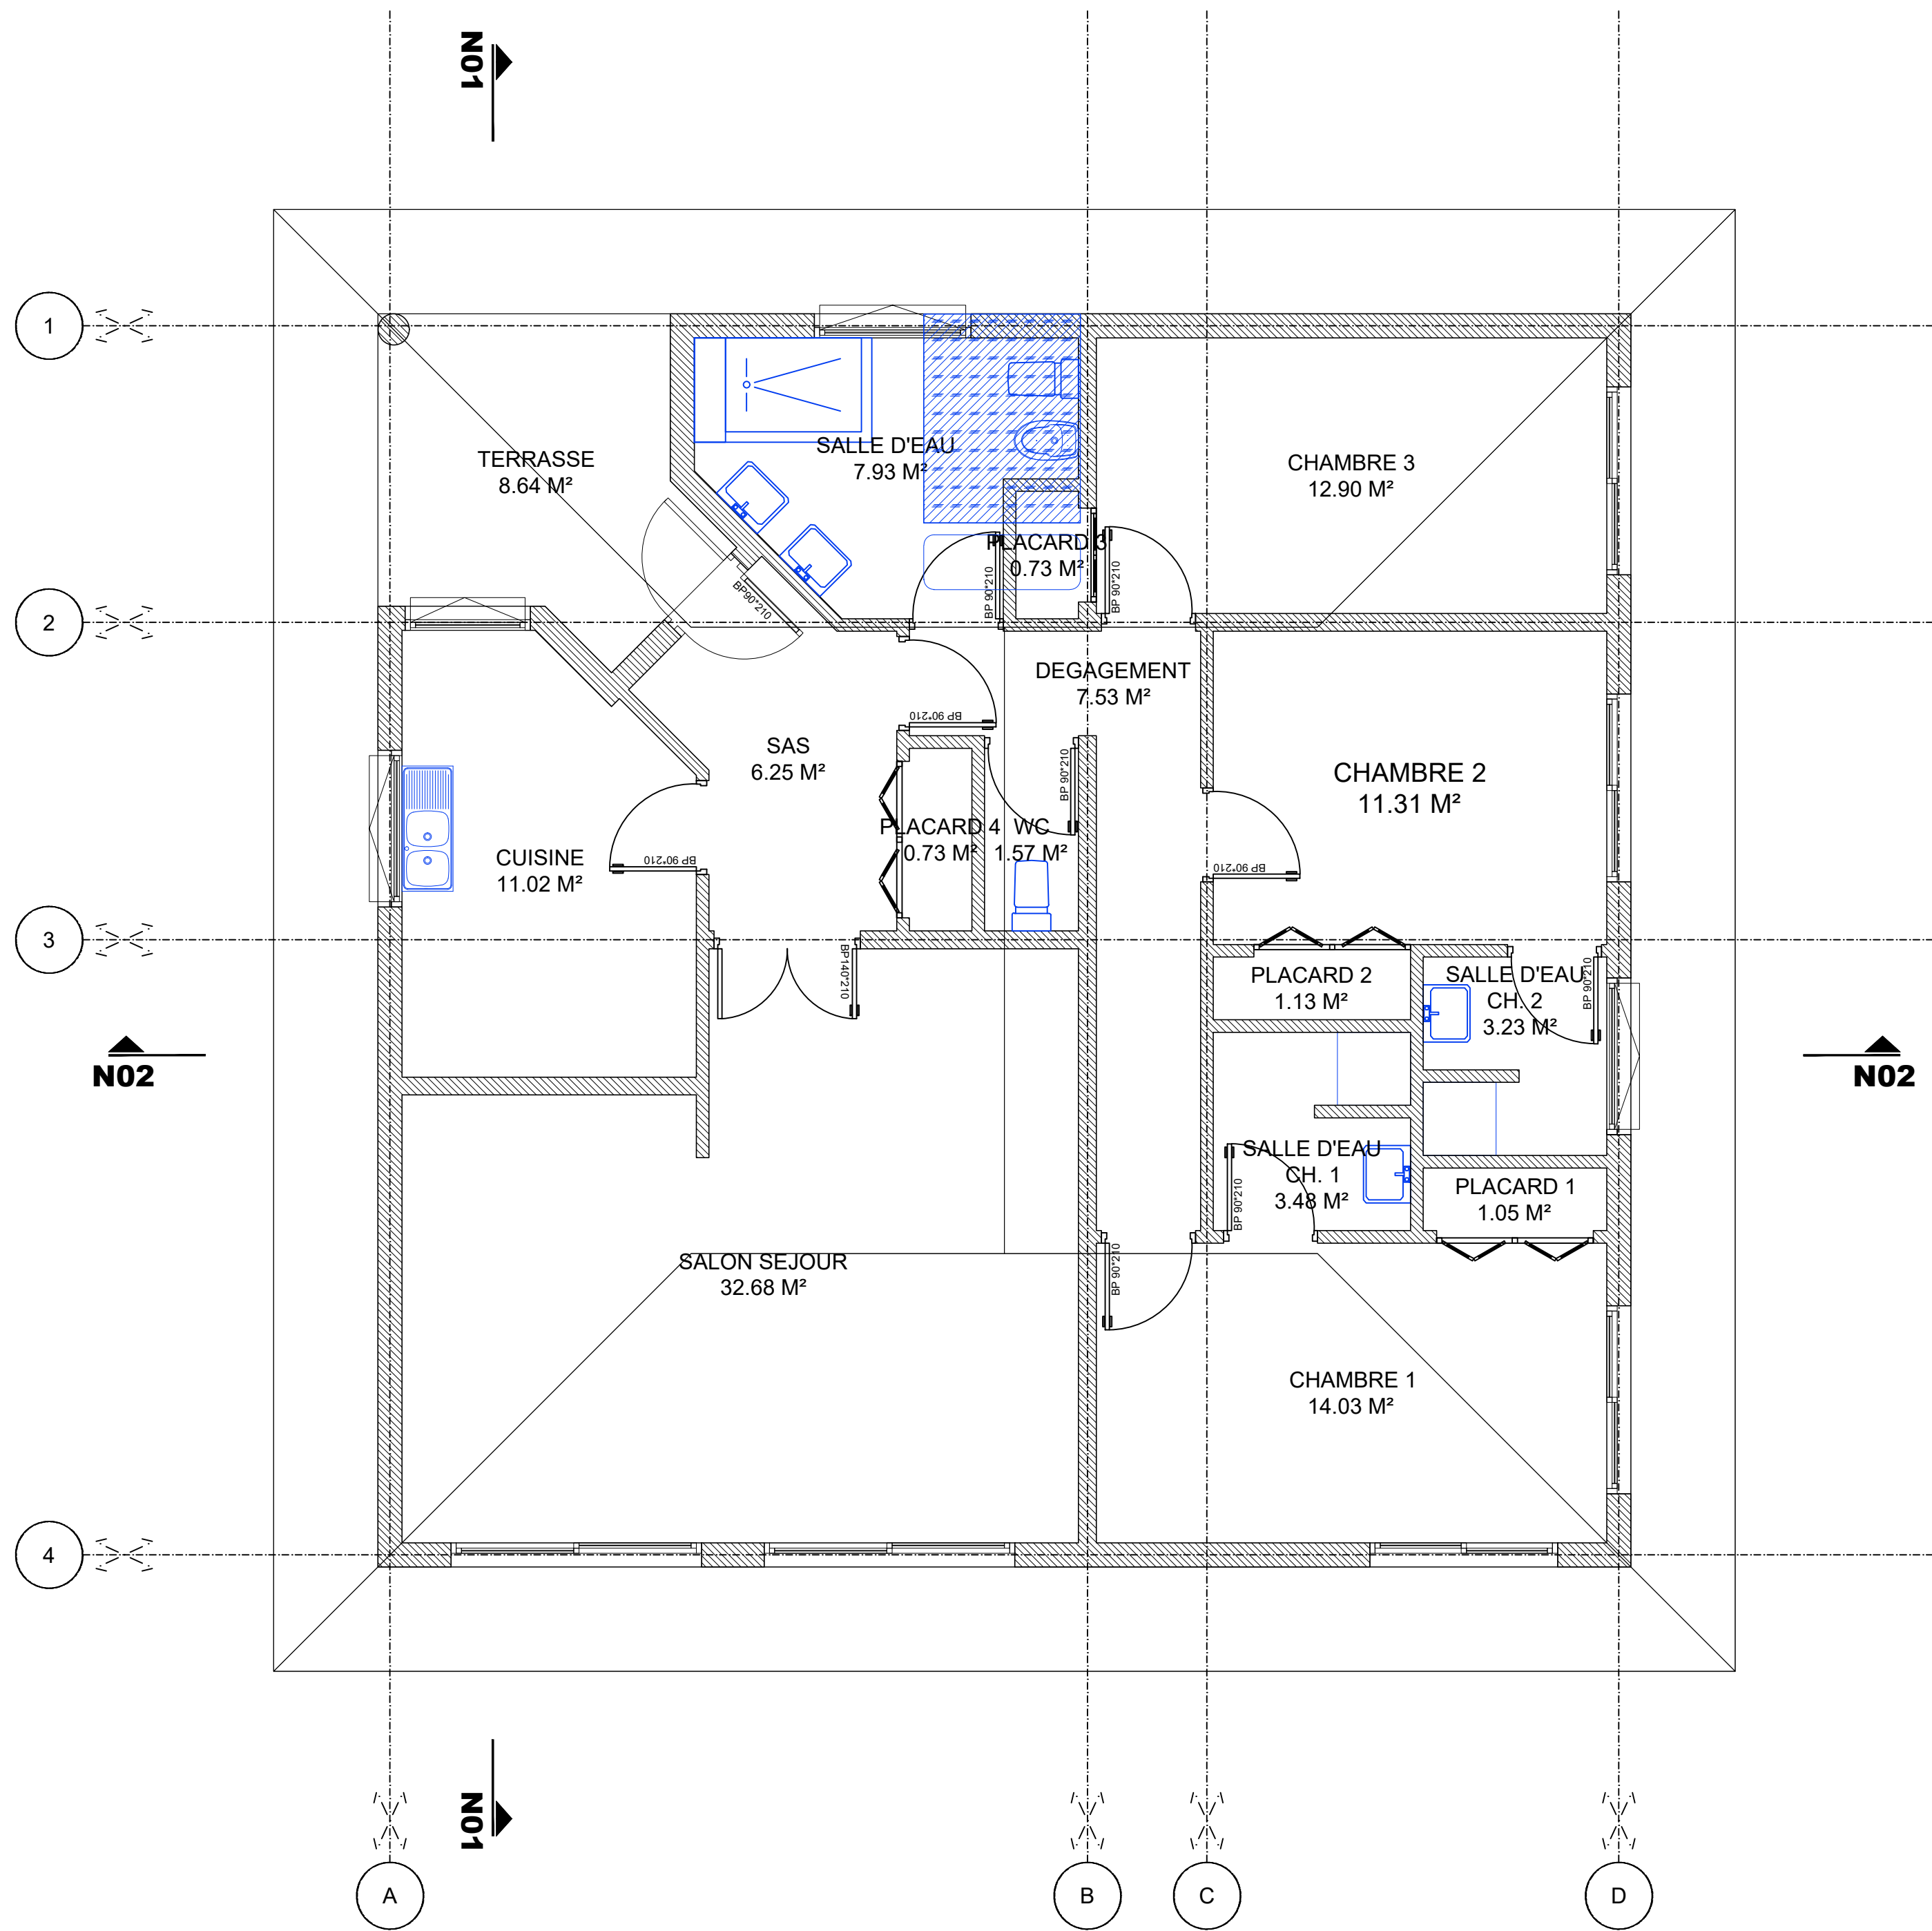 N01
1
TERRASSE
8.64 M²
SALLE D'EAU
7.93 M²
CHAMBRE 3
12.90 M²
PLACARD 3
0.73 M²
BP 90*210
BP 90*210
BP90*210
2
DEGAGEMENT
7.53 M²
BP 90*210
SAS
6.25 M²
BP 90*210
CHAMBRE 2
11.31 M²
PLACARD 4
0.73 M²
WC
1.57 M²
CUISINE
11.02 M²
BP 90*210
BP 90*210
3
BP140*210
PLACARD 2
1.13 M²
SALLE D'EAU
CH. 2
3.23 M²
BP 90*210
N02
N02
SALLE D'EAU
CH. 1
3.48 M²
BP 90*210
PLACARD 1
1.05 M²
SALON SEJOUR
32.68 M²
BP 90*210
CHAMBRE 1
14.03 M²
4
N01
A
B
C
D